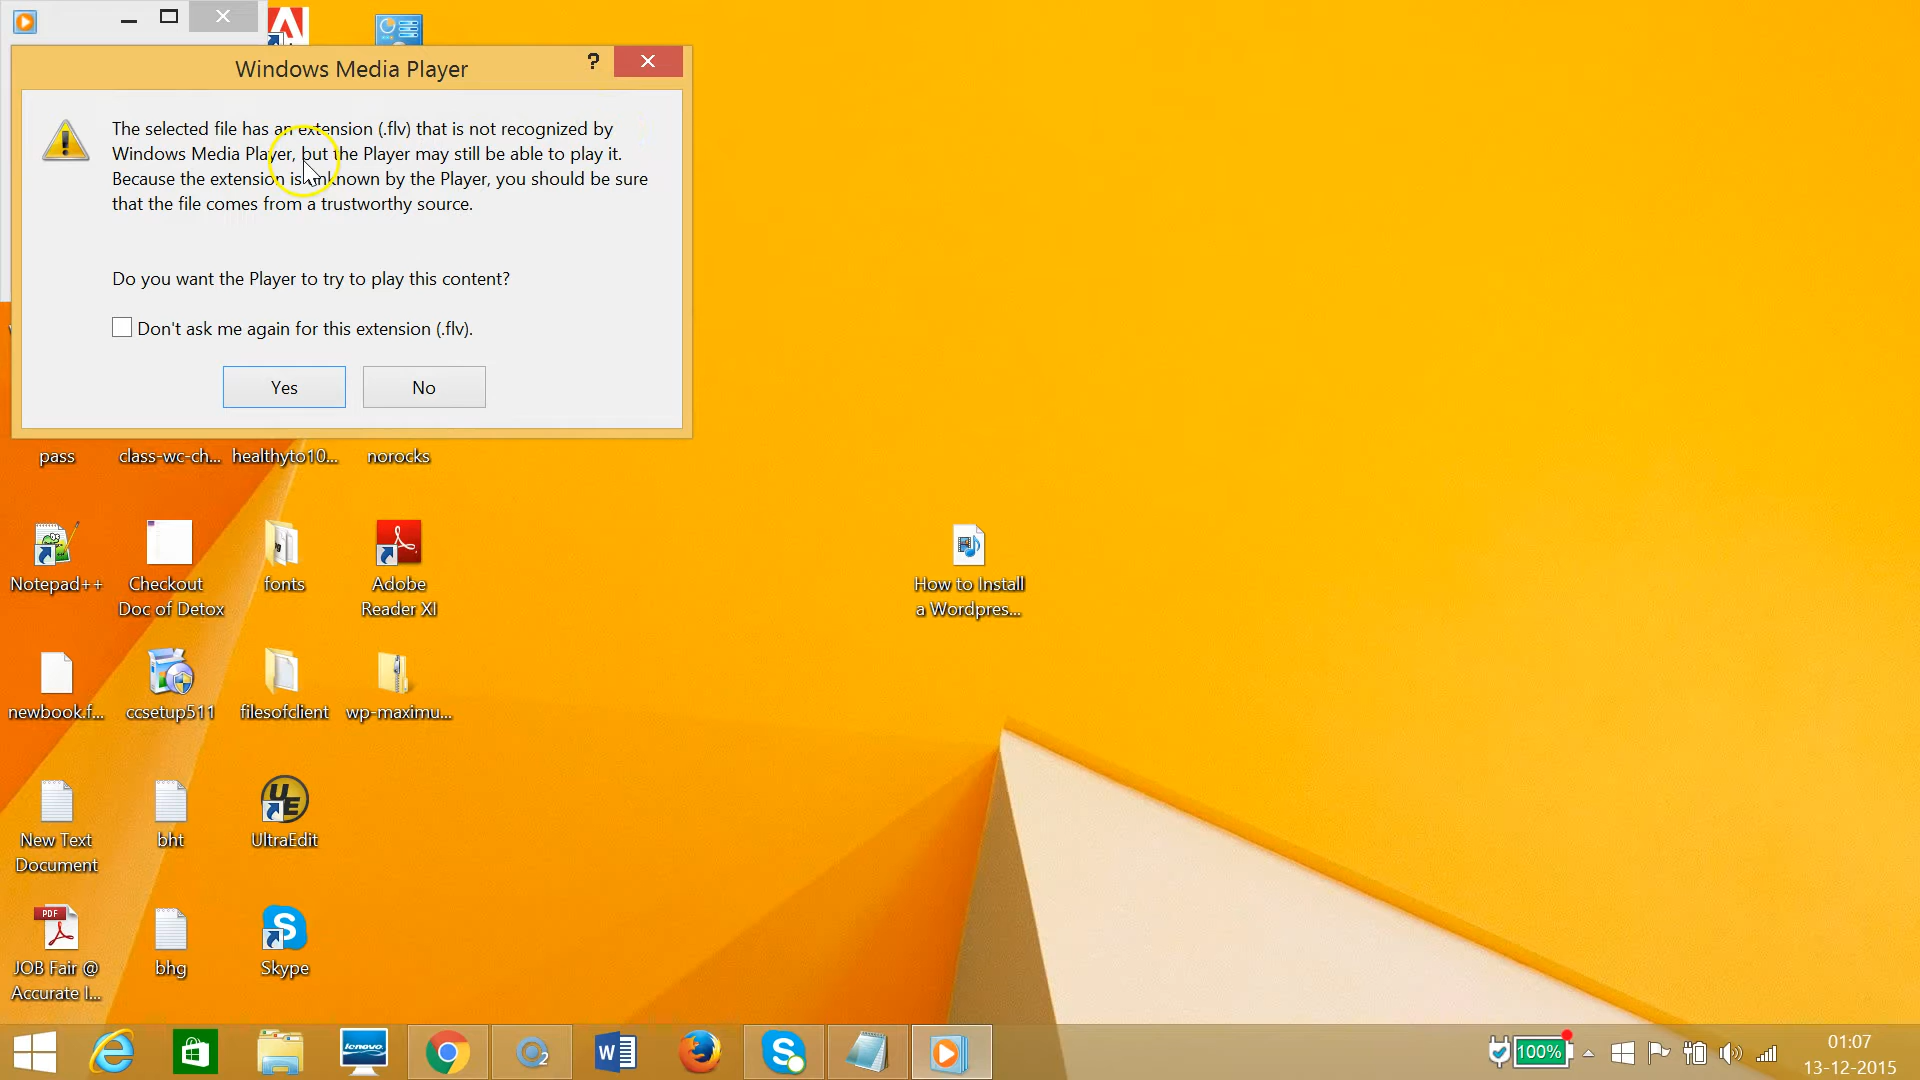 Windows Media Player
?
The selected file has an extension (.flv) that is not recognized by
Windows Media Player, but the Player may still be able to play it.
Because the extension is unknown by the Player, you should be sure
that the file comes from a trustworthy source.
Do you want the Player to try to play this content?
Don't ask me again for this extension (.flv).
Yes
No
pass
class-wc-ch...
healthyto10...
norocks
Notepad++
Checkout
Doc of Detox
fonts
Adobe
Reader XI
How to Install
a Wordpres...
newbook.f...
ccsetup511
filesofclient
wp-maximu...
New Text
Document
bht
UE
UltraEdit
PDF
JOB Fair @
Accurate I...
bhg
Skype
lenovo
100%
01:07
13-12-2015